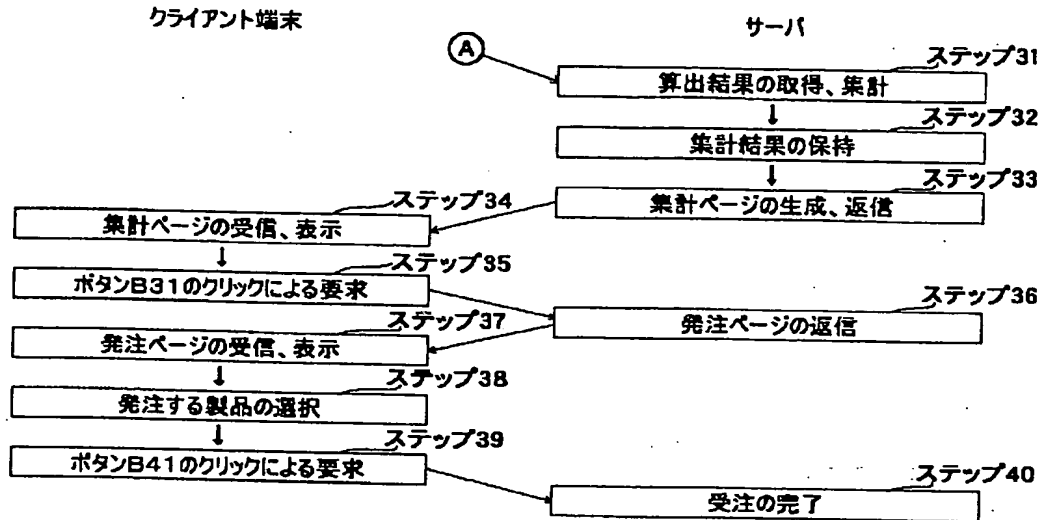 クライアント端末
サーバ
A
ステップ31
算出結果の取得、集計
ステップ32
集計結果の保持
ステップ33
集計ページの生成、返信
ステップ34
集計ページの受信、表示
ステップ35
ボタンB31のクリックによる要求
ステップ36
発注ページの返信
ステップ37
発注ページの受信、表示
ステップ38
発注する製品の選択
ステップ39
ボタンB41のクリックによる要求
ステップ40
受注の完了